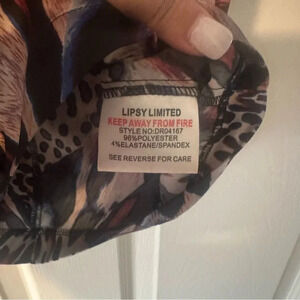 LIPSY LIMITED
KEEP AWAY FROM FIRE
STYLE NO:DR04167
96%POLYESTER
4%ELASTANE/SPANDEX
SEE REVERSE FOR CARE